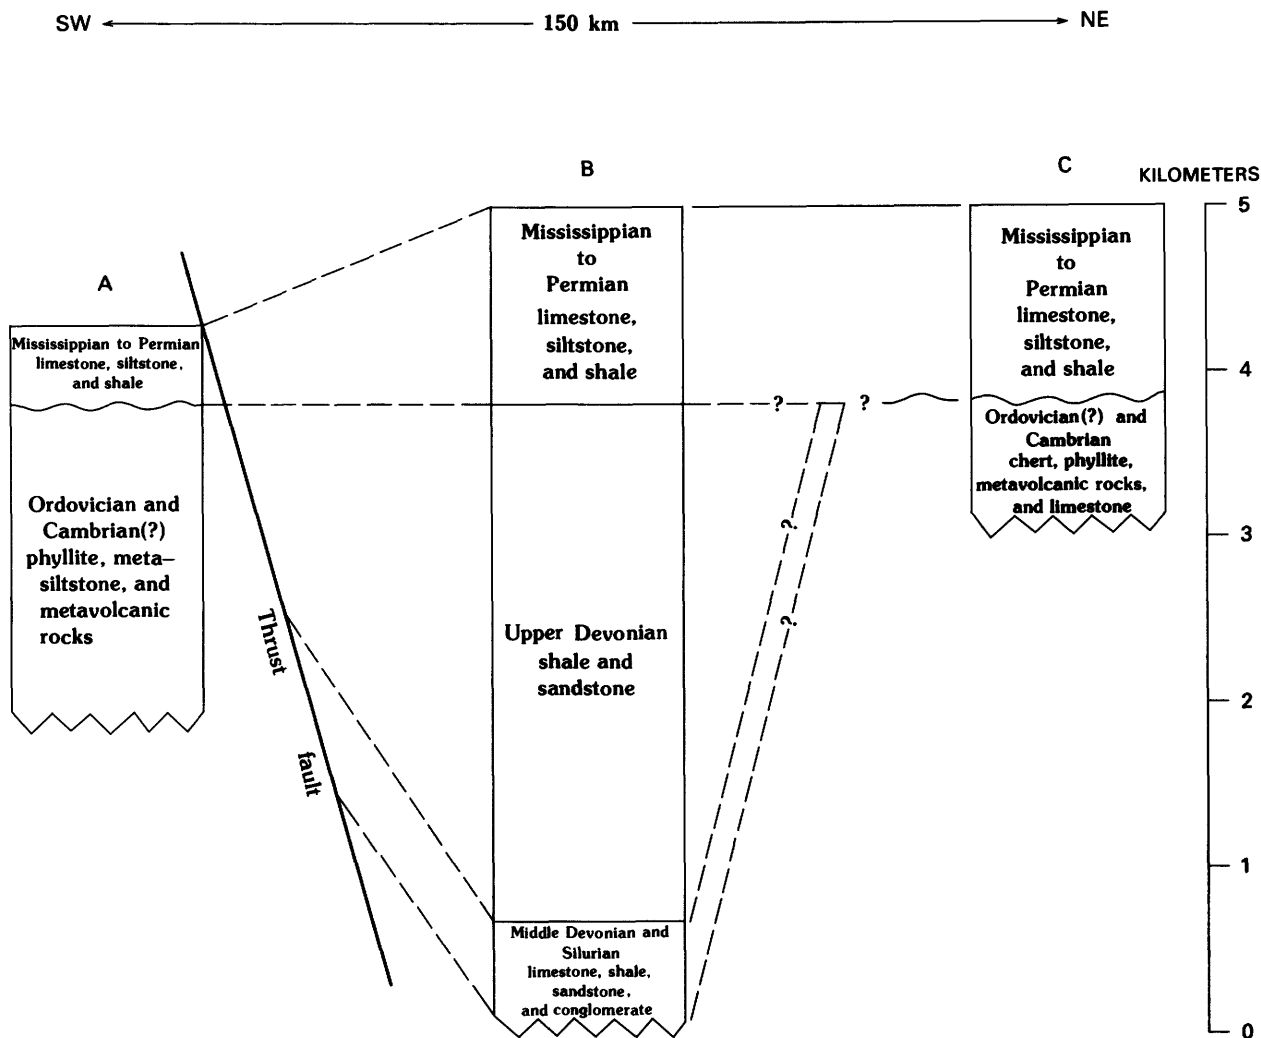 SW
150 km
NE
KILOMETERS
5
4
3
2
1
0
A
Mississippian to Permian
limestone, siltstone,
and shale
Ordovician and
Cambrian(?)
phyllite, meta—
siltstone, and
metavolcanic
rocks
Thrust
fault
B
Mississippian
to
Permian
limestone,
siltstone,
and shale
Upper Devonian
shale and
sandstone
Middle Devonian and
Silurian
limestone, shale,
sandstone,
and conglomerate
?
?
?
?
C
Mississippian
to
Permian
limestone,
siltstone,
and shale
Ordovician(?) and
Cambrian
chert, phyllite,
metavolcanic rocks,
and limestone